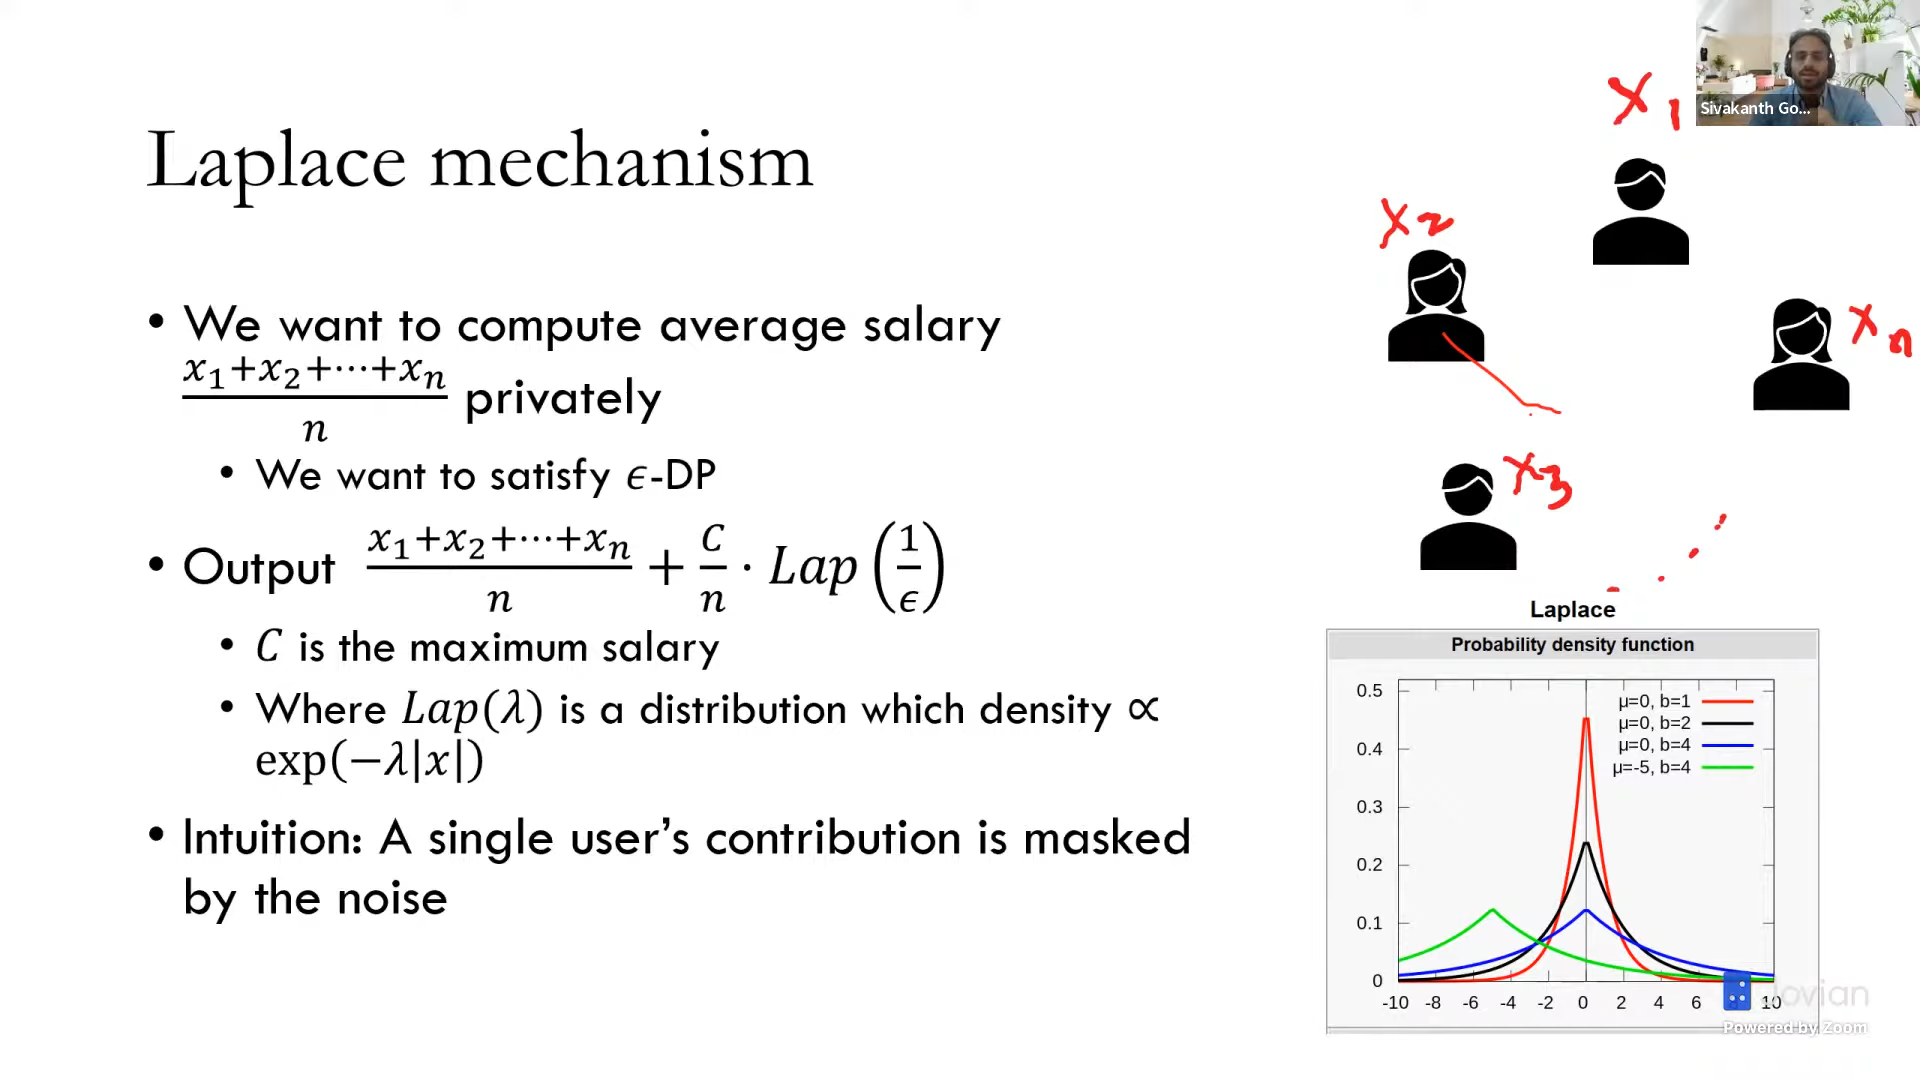 Laplace mechanism
• We want to compute average salary
(x₁+x₂+⋯+xₙ)/n privately
• We want to satisfy ϵ-DP
• Output (x₁+x₂+⋯+xₙ)/n + C/n · Lap(1/ϵ)
• C is the maximum salary
• Where Lap(λ) is a distribution which density ∝
exp(−λ|x|)
• Intuition: A single user’s contribution is masked
by the noise
x1
Sivakanth Go...
x2
xn
x3
Laplace
Probability density function
μ=0, b=1
μ=0, b=2
μ=0, b=4
μ=-5, b=4
0.5
0.4
0.3
0.2
0.1
0
-10 -8 -6 -4 -2 0 2 4 6 10
Jovian
Powered by Zoom